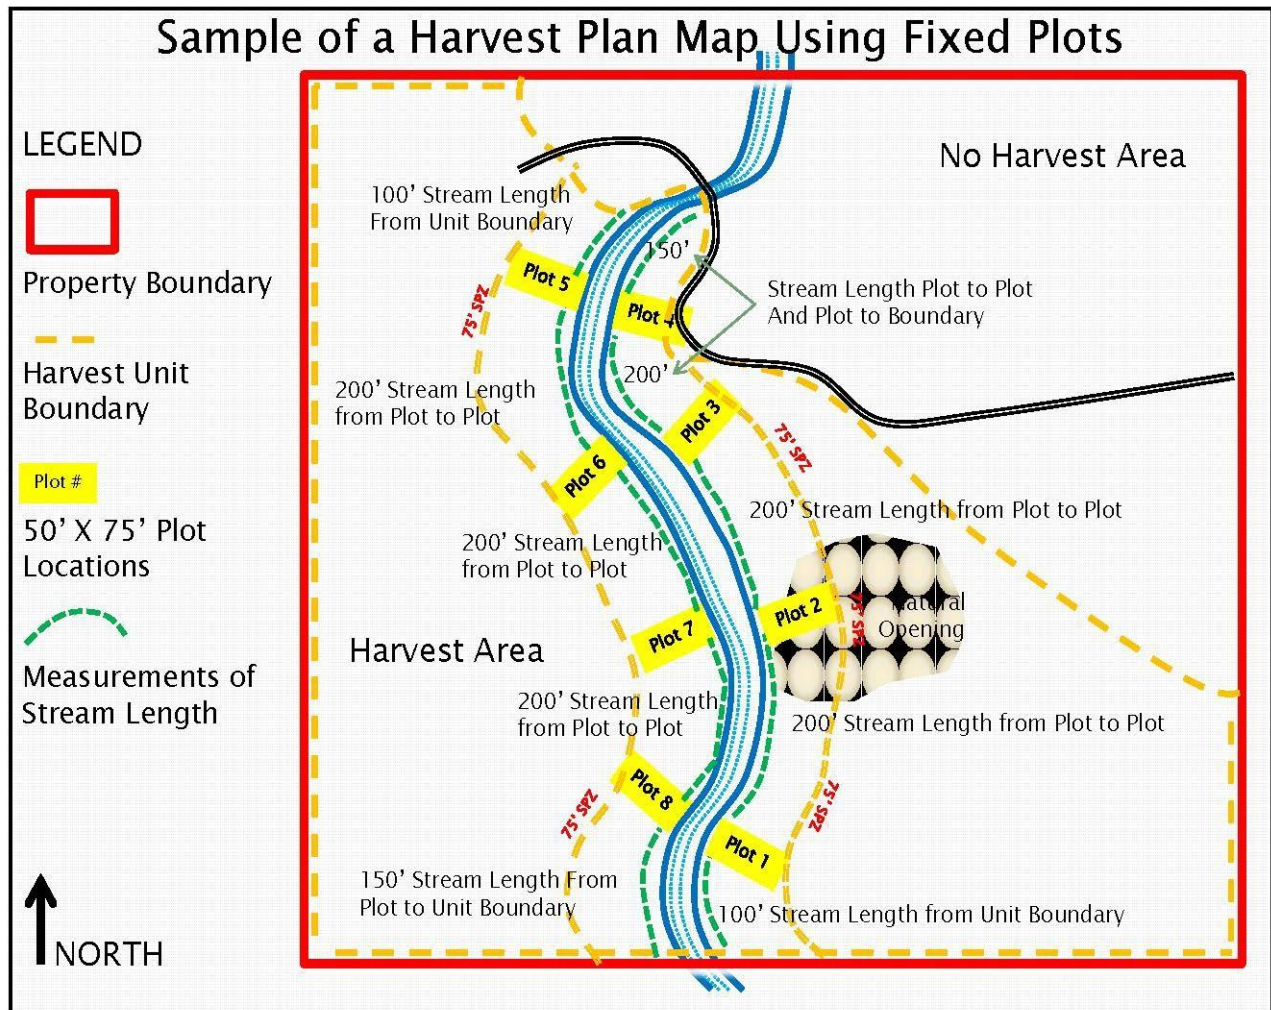 Sample of a Harvest Plan Map Using Fixed Plots
LEGEND
Property Boundary
Harvest Unit
Boundary
Plot #
50’ X 75’ Plot
Locations
Measurements of
Stream Length
NORTH
No Harvest Area
100’ Stream Length
From Unit Boundary
150’
Plot 5
Stream Length Plot to Plot
And Plot to Boundary
75’ SPZ
Plot 4
200’
200’ Stream Length
from Plot to Plot
Plot 3
75’ SPZ
Plot 6
200’ Stream Length from Plot to Plot
200’ Stream Length
from Plot to Plot
Plot 2
75’ SPZ
Natural
Opening
Plot 7
Harvest Area
200’ Stream Length
from Plot to Plot
200’ Stream Length from Plot to Plot
Plot 8
75’ SPZ
75’ SPZ
Plot 1
150’ Stream Length From
Plot to Unit Boundary
100’ Stream Length from Unit Boundary